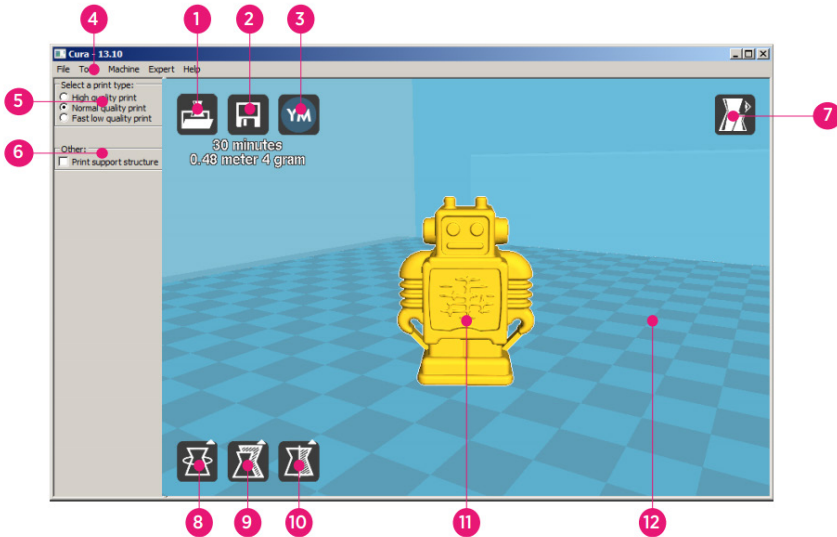 1 2 3
4
Cura - 13.10
File Machine Expert Help
Select a print type:
5
High quality print
Normal quality print
Fast low quality print
YM
7
30 minutes
0.48 meter 4 gram
6
Other:
Print support structure
11 12
8 9 10